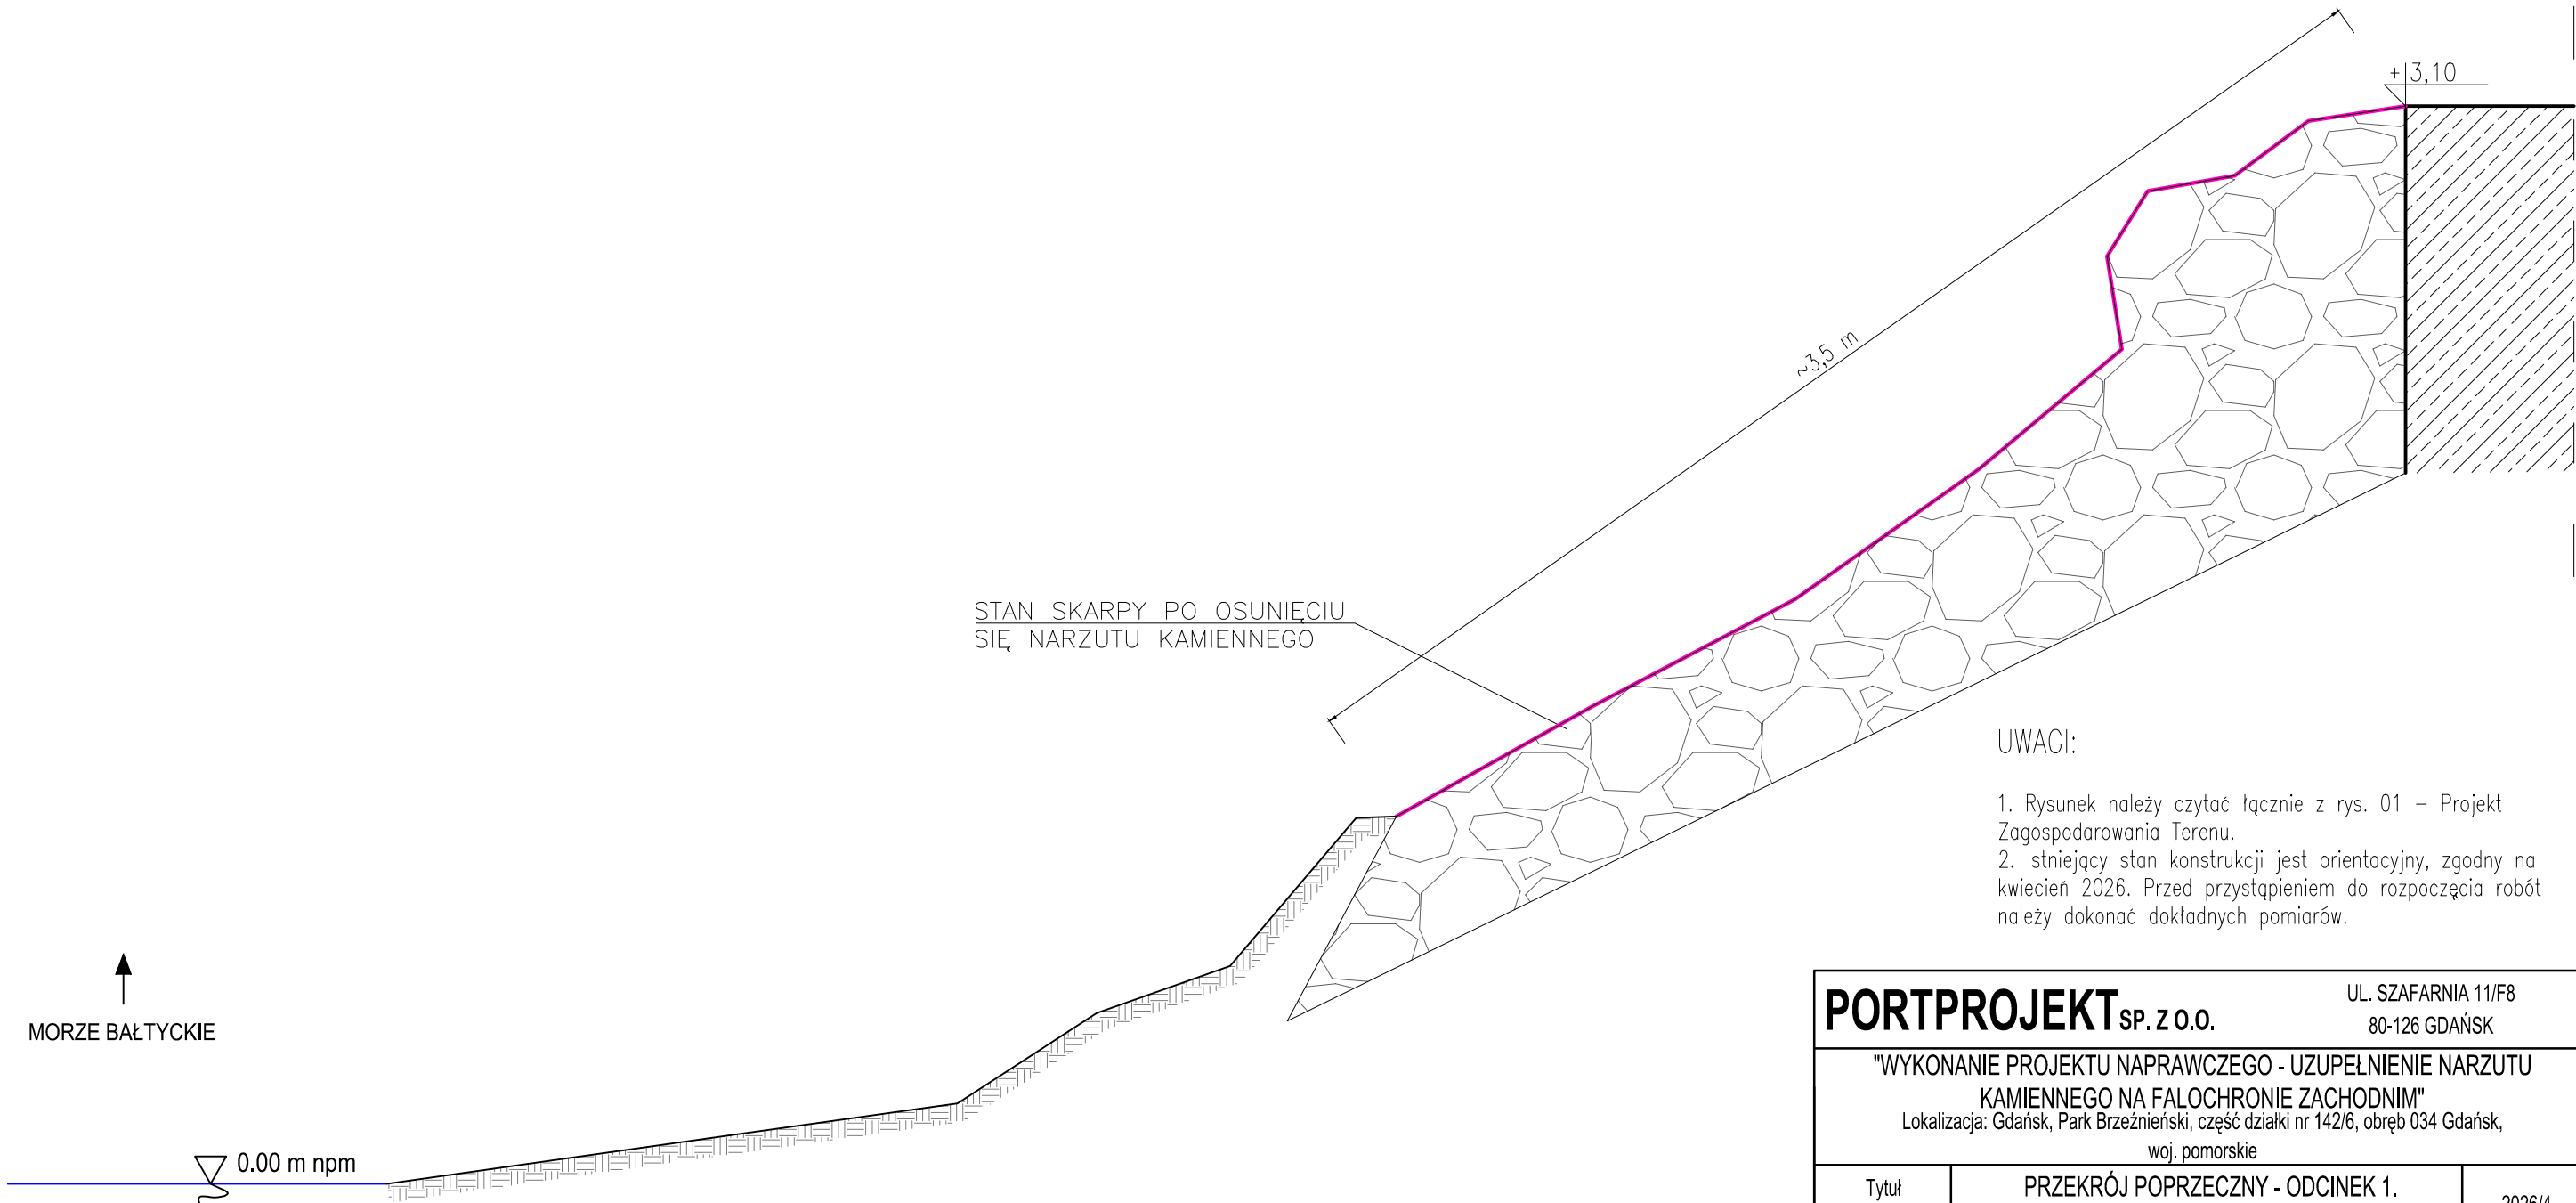 +3,10
~3,5 m
STAN SKARPY PO OSUNIĘCIU
SIĘ NARZUTU KAMIENNEGO
UWAGI:
1. Rysunek należy czytać łącznie z rys. 01 – Projekt
Zagospodarowania Terenu.
2. Istniejący stan konstrukcji jest orientacyjny, zgodny na
kwiecień 2026. Przed przystąpieniem do rozpoczęcia robót
należy dokonać dokładnych pomiarów.
MORZE BAŁTYCKIE
0.00 m npm
PORTPROJEKT SP. Z O.O.
UL. SZAFARNIA 11/F8
80-126 GDAŃSK
"WYKONANIE PROJEKTU NAPRAWCZEGO - UZUPEŁNIENIE NARZUTU
KAMIENNEGO NA FALOCHRONIE ZACHODNIM"
Lokalizacja: Gdańsk, Park Brzeźnieński, część działki nr 142/6, obręb 034 Gdańsk,
woj. pomorskie
Tytuł
PRZEKRÓJ POPRZECZNY - ODCINEK 1.